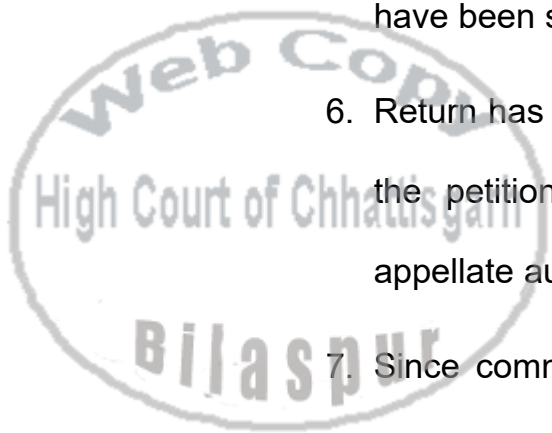 have been s
Web Copy
6. Return has
High Court of Chhattisgarh
the petition
appellate au
Bilaspur
7. Since comm